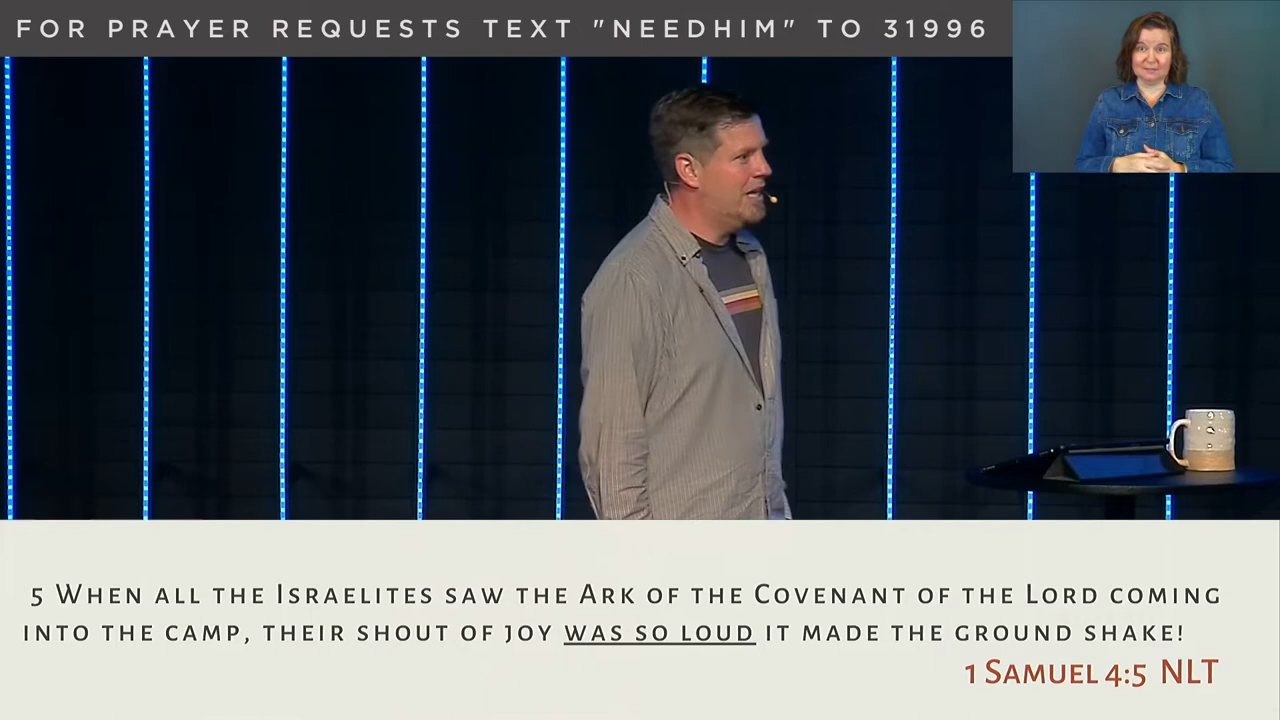 FOR PRAYER REQUESTS TEXT "NEEDHIM" TO 31996
5 When all the Israelites saw the Ark of the Covenant of the Lord coming
into the camp, their shout of joy was so loud it made the ground shake!
1 Samuel 4:5 NLT